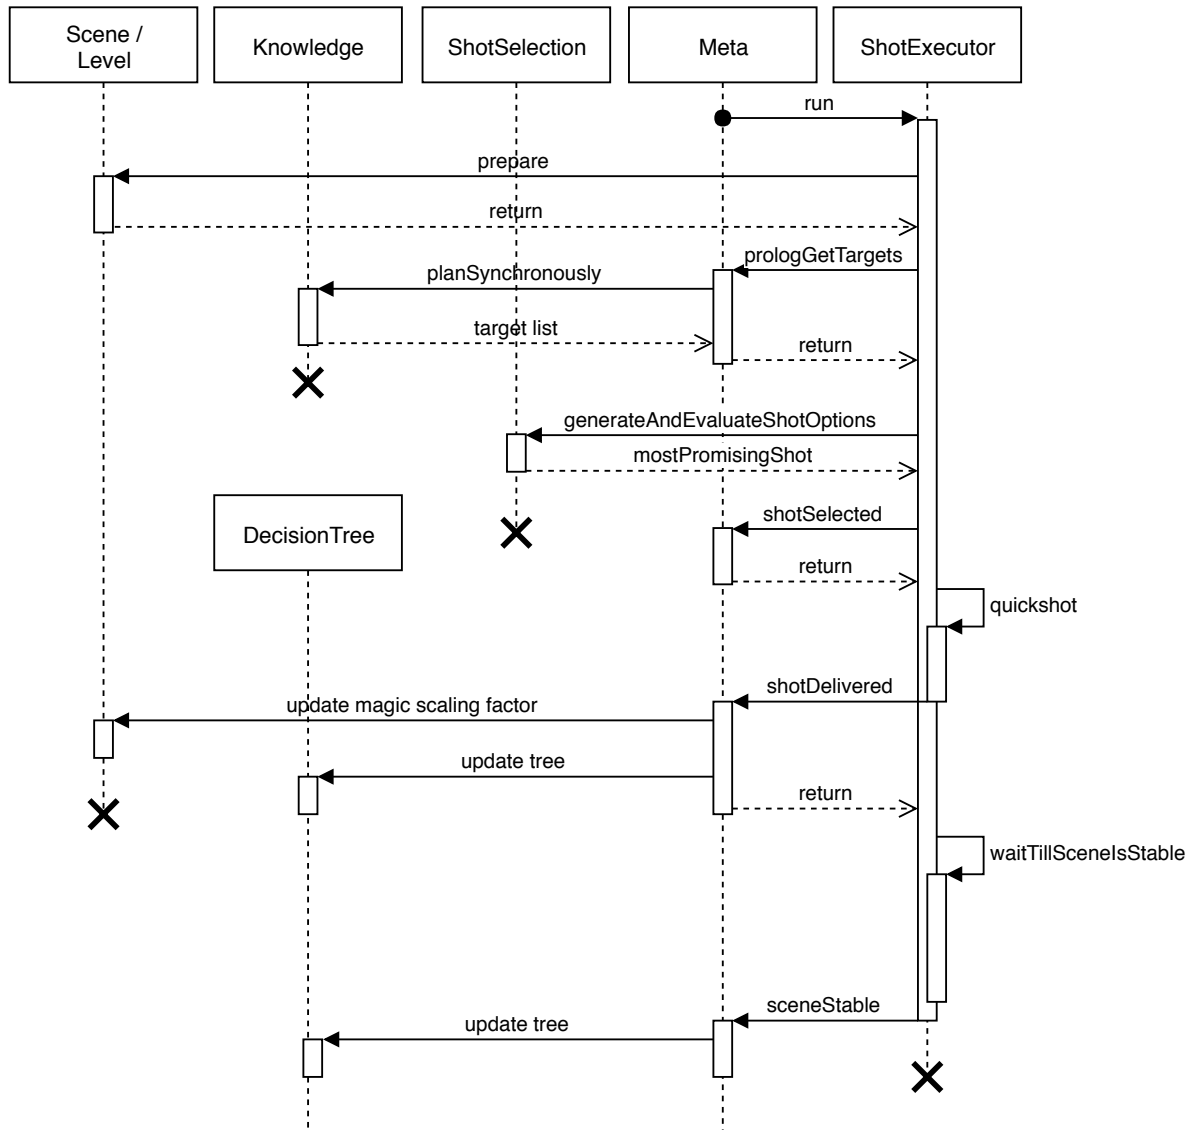 Scene /
Level
Knowledge
ShotSelection
Meta
ShotExecutor
run
prepare
return
prologGetTargets
planSynchronously
target list
return
generateAndEvaluateShotOptions
mostPromisingShot
shotSelected
DecisionTree
return
quickshot
shotDelivered
update magic scaling factor
update tree
return
waitTillSceneIsStable
sceneStable
update tree